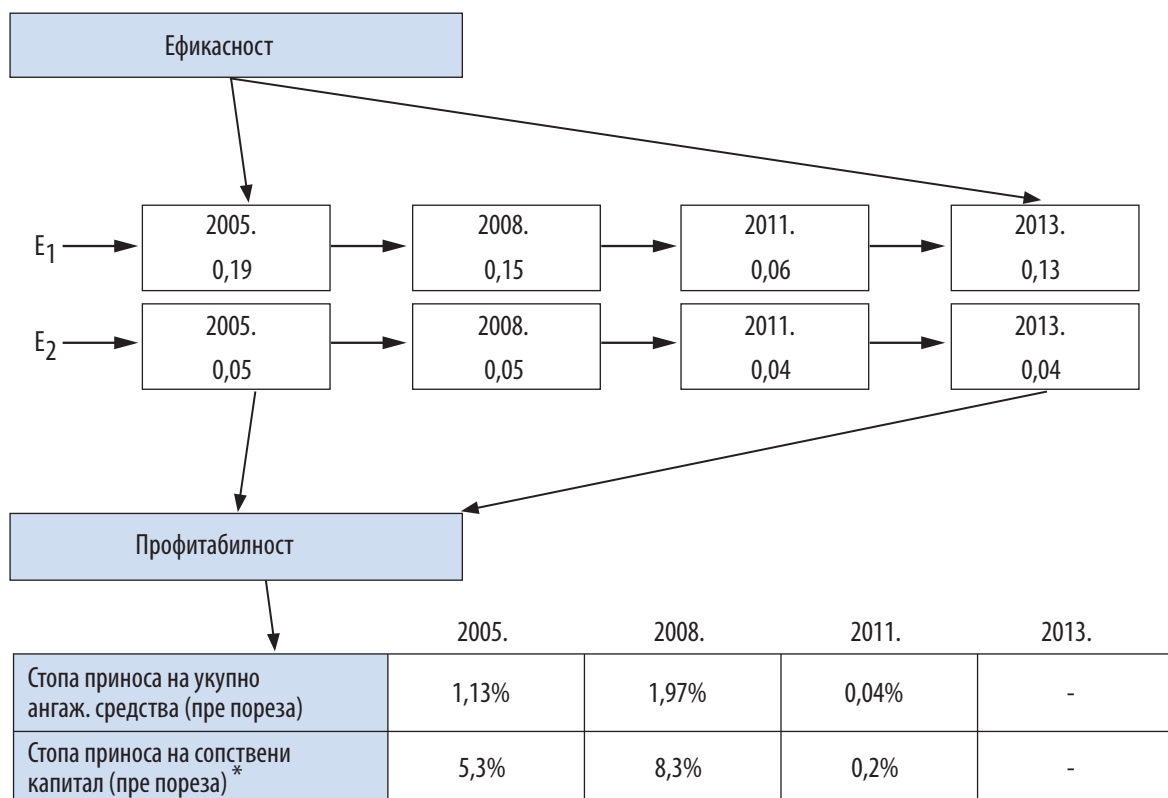 Ефикасност
E1
2005.
0,19
2008.
0,15
2011.
0,06
2013.
0,13
E2
2005.
0,05
2008.
0,05
2011.
0,04
2013.
0,04
Профитабилност
2005. 2008. 2011. 2013.
Стопа приноса на укупно
ангаж. средства (пре пореза)
1,13% 1,97% 0,04% -
Стопа приноса на сопствени
капитал (пре пореза) *
5,3% 8,3% 0,2% -